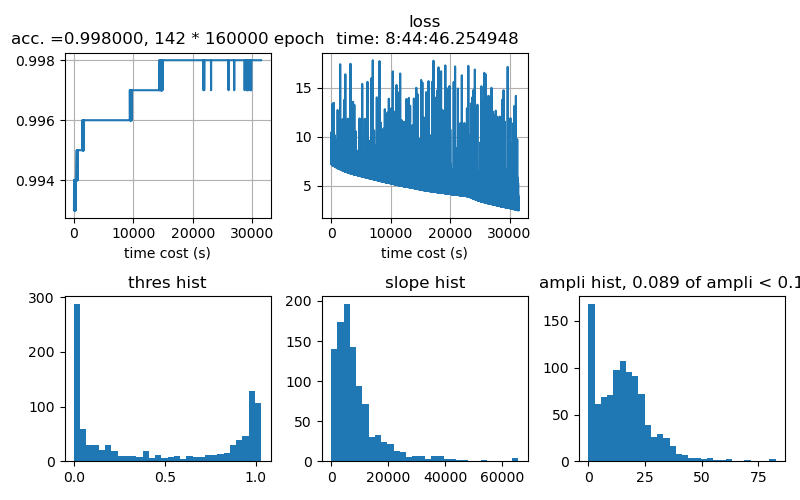 loss
acc. =0.998000, 142 * 160000 epoch time: 8:44:46.254948
0.998
0.996
0.994
0 10000 20000 30000
time cost (s)
15
10
5
0 10000 20000 30000
time cost (s)
thres hist
300
200
100
0
0.0 0.5 1.0
slope hist
200
150
100
50
0
0 20000 40000 60000
ampli hist, 0.089 of ampli < 0.1
150
100
50
0
0 25 50 75